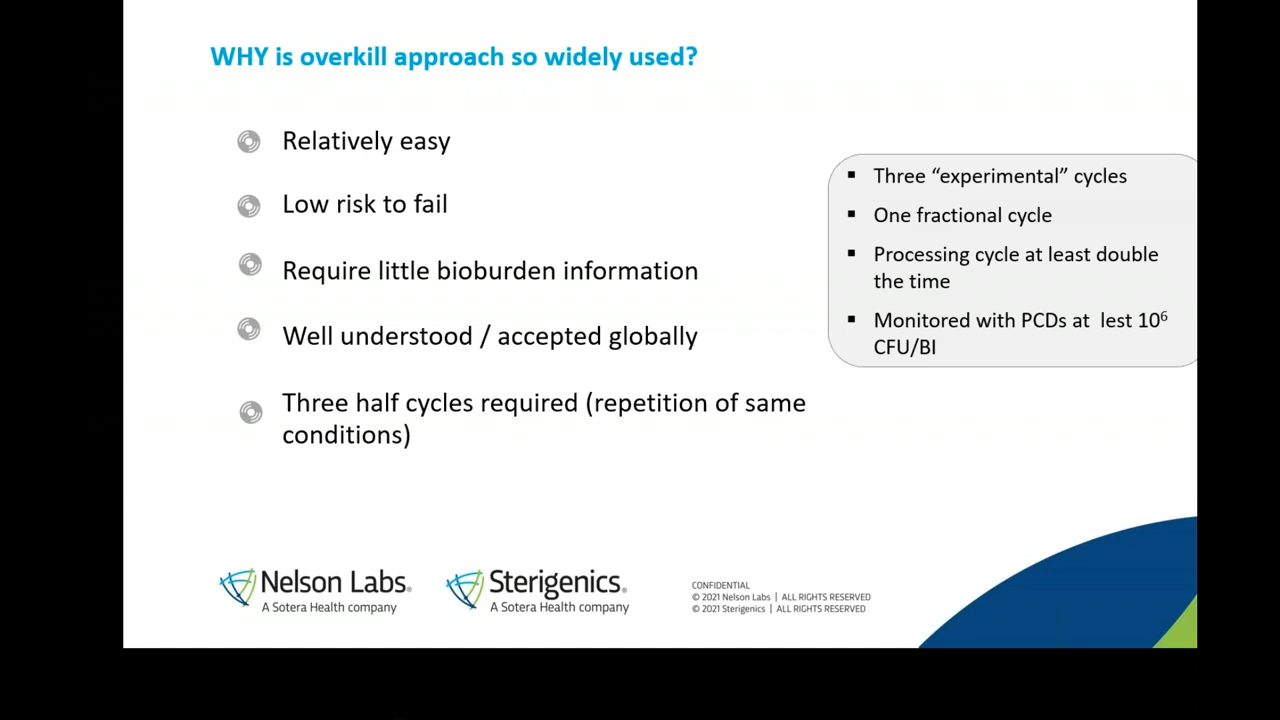 WHY is overkill approach so widely used?
Relatively easy
Low risk to fail
Require little bioburden information
Well understood / accepted globally
Three half cycles required (repetition of same
conditions)
Three “experimental” cycles
One fractional cycle
Processing cycle at least double
the time
Monitored with PCDs at lest 10⁶
CFU/BI
Nelson Labs®
A Sotera Health company
Sterigenics®
A Sotera Health company
CONFIDENTIAL
© 2021 Nelson Labs | ALL RIGHTS RESERVED
© 2021 Sterigenics | ALL RIGHTS RESERVED